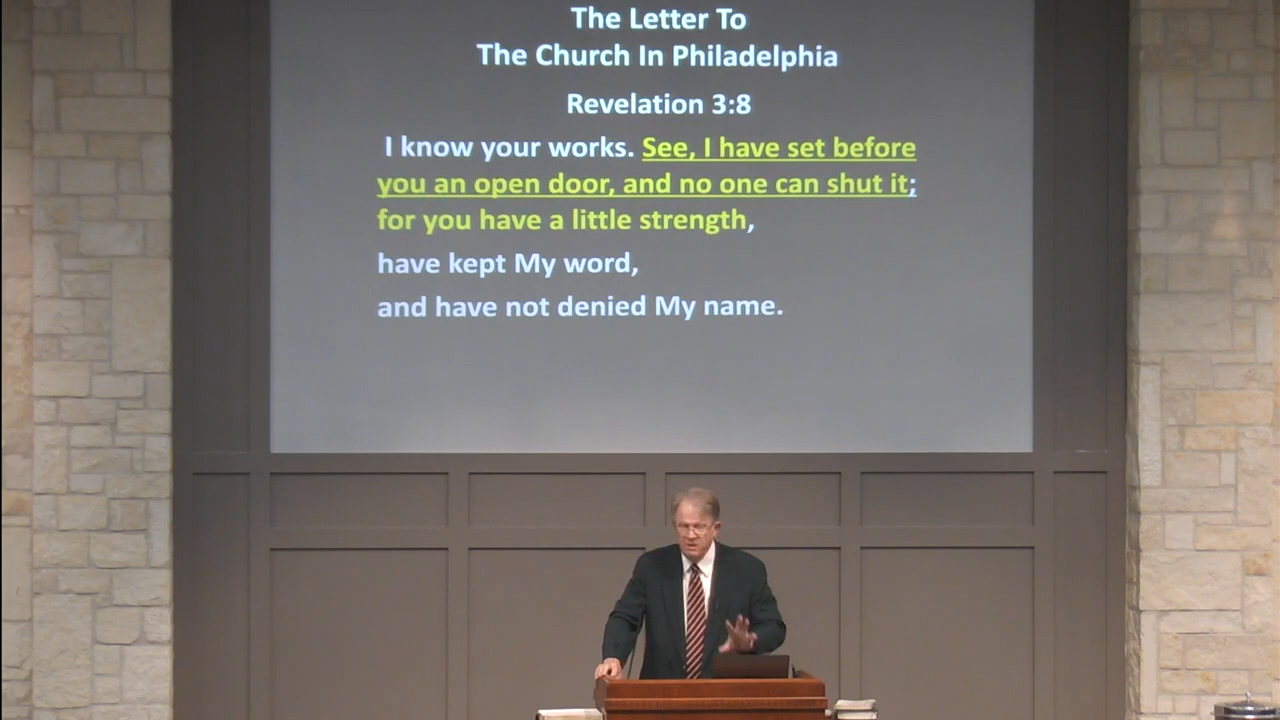 The Letter To
The Church In Philadelphia
Revelation 3:8
I know your works. See, I have set before
you an open door, and no one can shut it;
for you have a little strength,
have kept My word,
and have not denied My name.